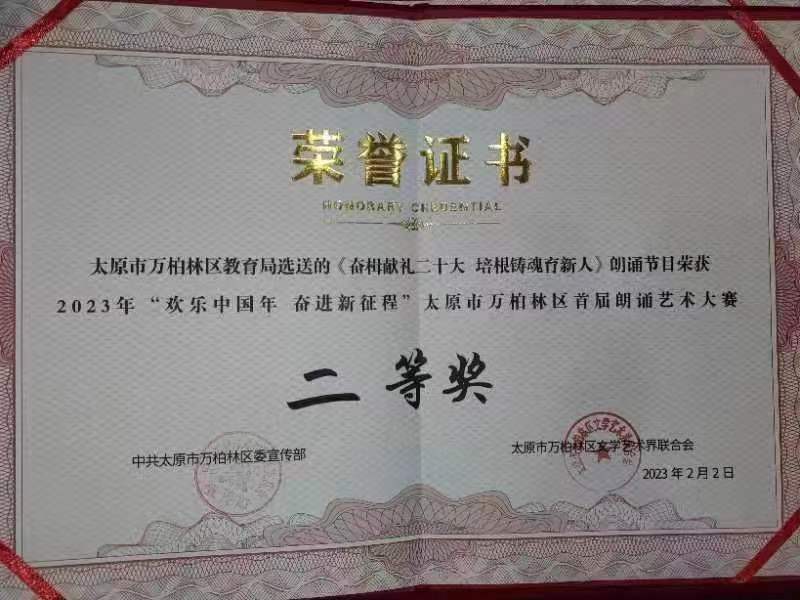 荣誉证书
HONORARY CREDENTIAL
太原市万柏林区教育局选送的《奋楫献礼二十大 培根铸魂育新人》朗诵节目荣获
2023年“欢乐中国年 奋进新征程”太原市万柏林区首届朗诵艺术大赛
二等奖
中共太原市万柏林区委宣传部
太原市万柏林区文学艺术界联合会
2023年2月2日